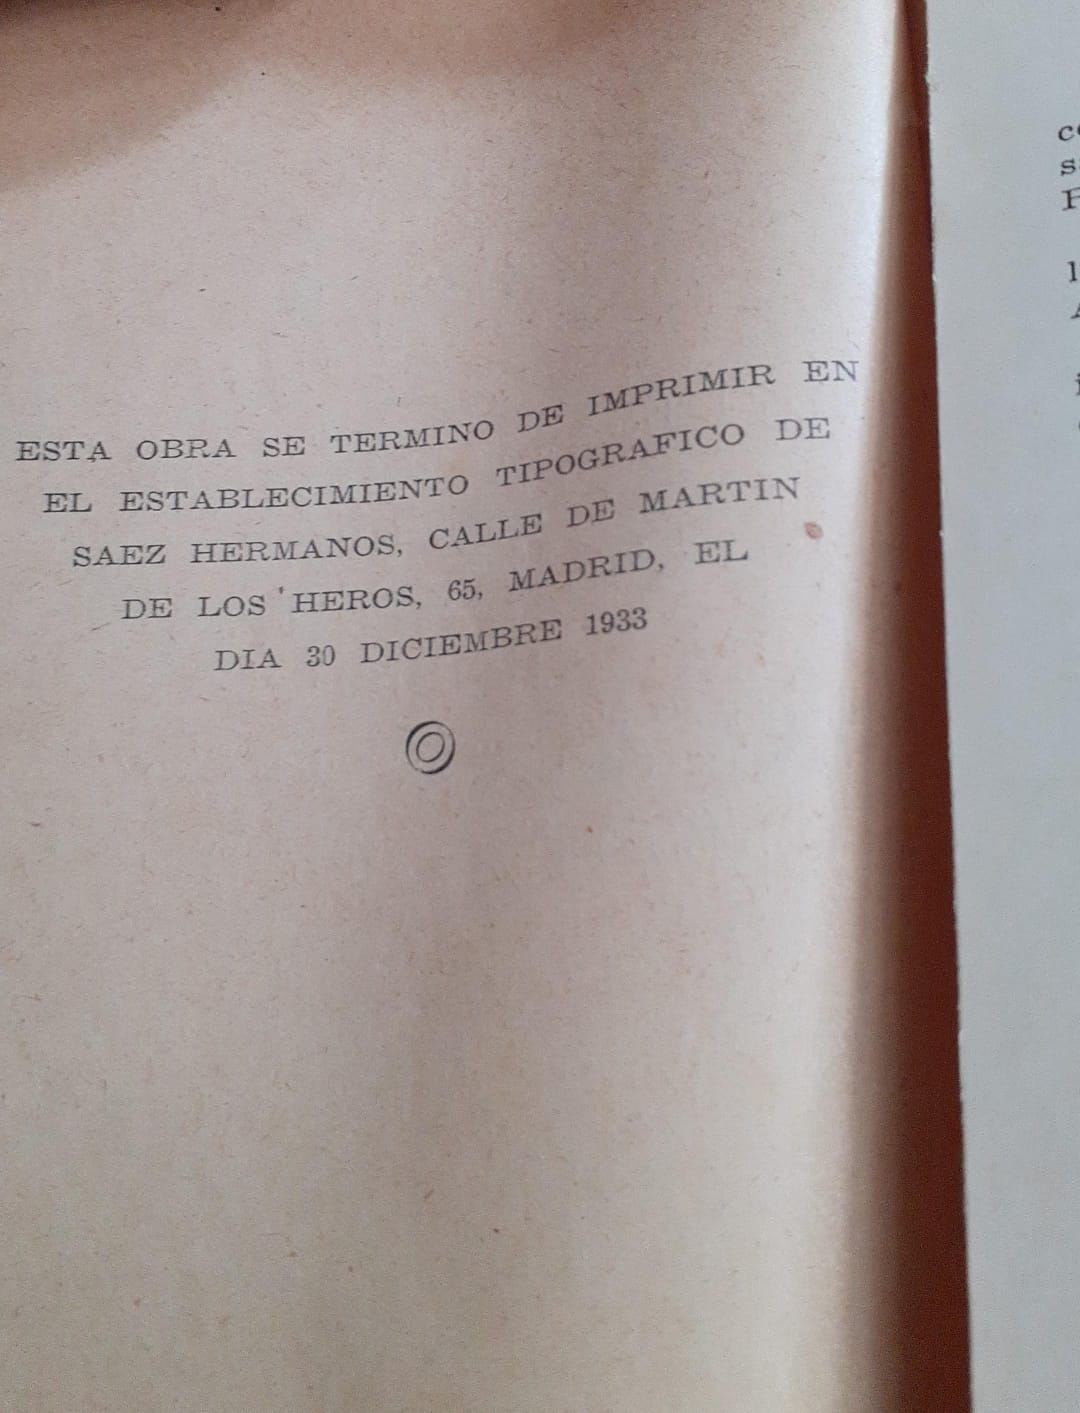 ESTA OBRA SE TERMINO DE IMPRIMIR EN
EL ESTABLECIMIENTO TIPOGRAFICO DE
SAEZ HERMANOS, CALLE DE MARTIN
DE LOS 'HEROS, 65, MADRID, EL
DIA 30 DICIEMBRE 1933